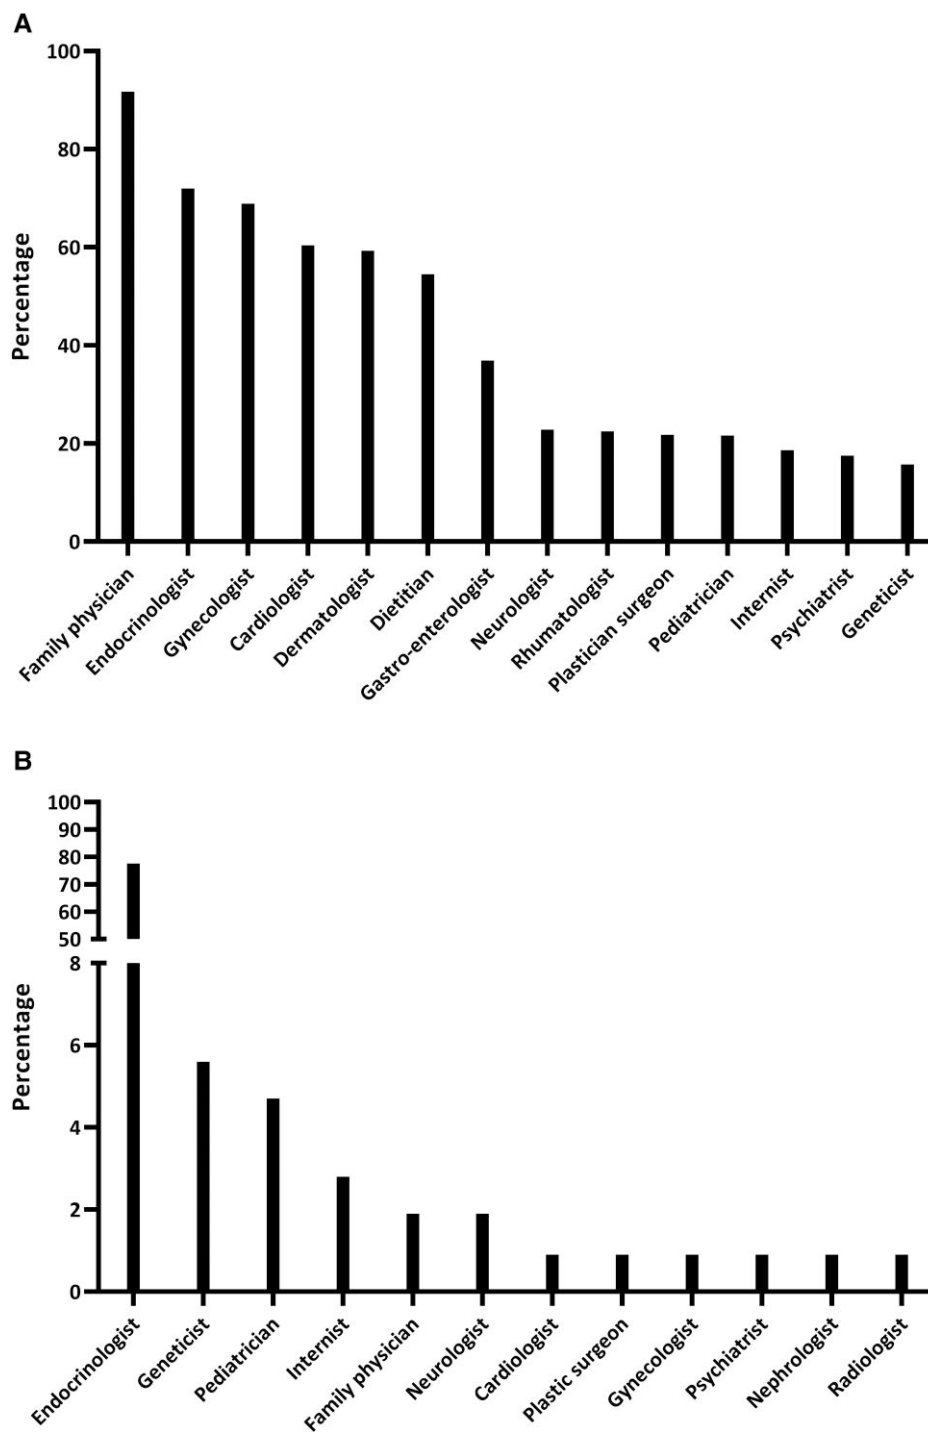 A
Percentage
100
80
60
40
20
0
Family physician
Endocrinologist
Gynecologist
Cardiologist
Dermatologist
Dietitian
Gastro-enterologist
Neurologist
Rhumatologist
Plastician surgeon
Pediatrician
Internist
Psychiatrist
Geneticist
B
Percentage
100
90
80
70
60
50
8
6
4
2
0
Endocrinologist
Geneticist
Pediatrician
Internist
Family physician
Neurologist
Cardiologist
Plastic surgeon
Gynecologist
Psychiatrist
Nephrologist
Radiologist